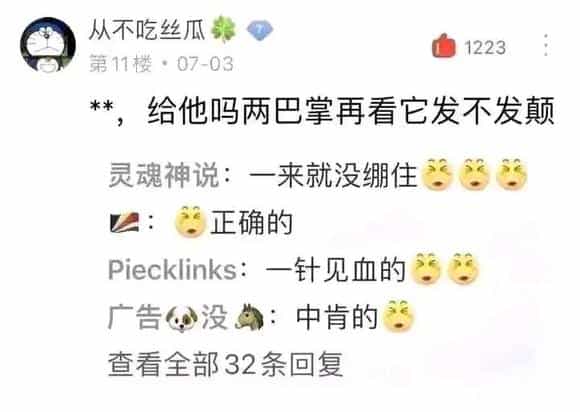 从不吃丝瓜🍀
第11楼 · 07-03
1223
**，给他吗两巴掌再看它发不发颠
灵魂神说：一来就没绷住
：正确的
Piecklinks：一针见血的
广告🐶没🐴：中肯的
查看全部32条回复